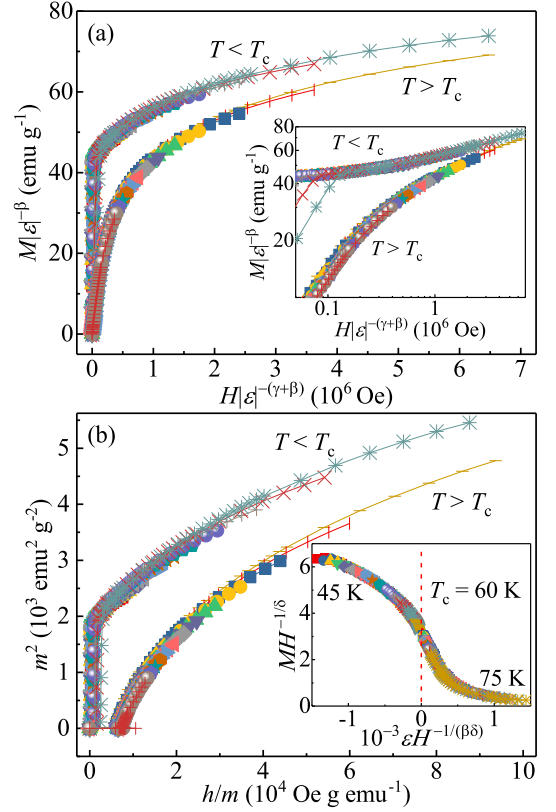 (a)
T < Tc
T > Tc
M|ε|^−β (emu g^−1)
80
60
40
20
0
0 1 2 3 4 5 6 7
H|ε|^−(γ+β) (10^6 Oe)
T < Tc
T > Tc
M|ε|^−β (emu g^−1)
80
60
40
20
0.1 1
H|ε|^−(γ+β) (10^6 Oe)
(b)
T < Tc
T > Tc
m^2 (10^3 emu^2 g^-2)
5
4
3
2
1
0
0 2 4 6 8 10
h/m (10^4 Oe g emu^-1)
45 K
Tc = 60 K
75 K
MH^−1/δ
6
4
2
0
-1 0 1
10^−3 εH^−1/(βδ)